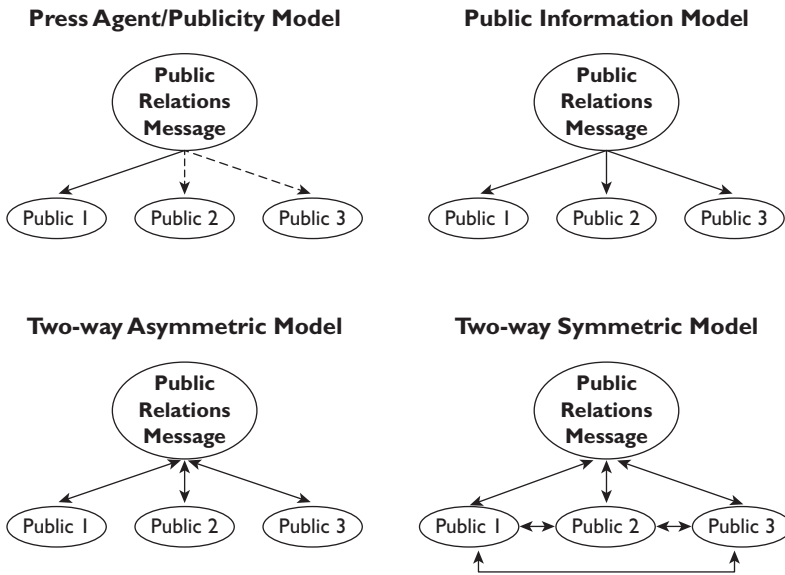 Press Agent/Publicity Model
Public
Relations
Message
Public 1
Public 2
Public 3
Public Information Model
Public
Relations
Message
Public 1
Public 2
Public 3
Two-way Asymmetric Model
Public
Relations
Message
Public 1
Public 2
Public 3
Two-way Symmetric Model
Public
Relations
Message
Public 1
Public 2
Public 3